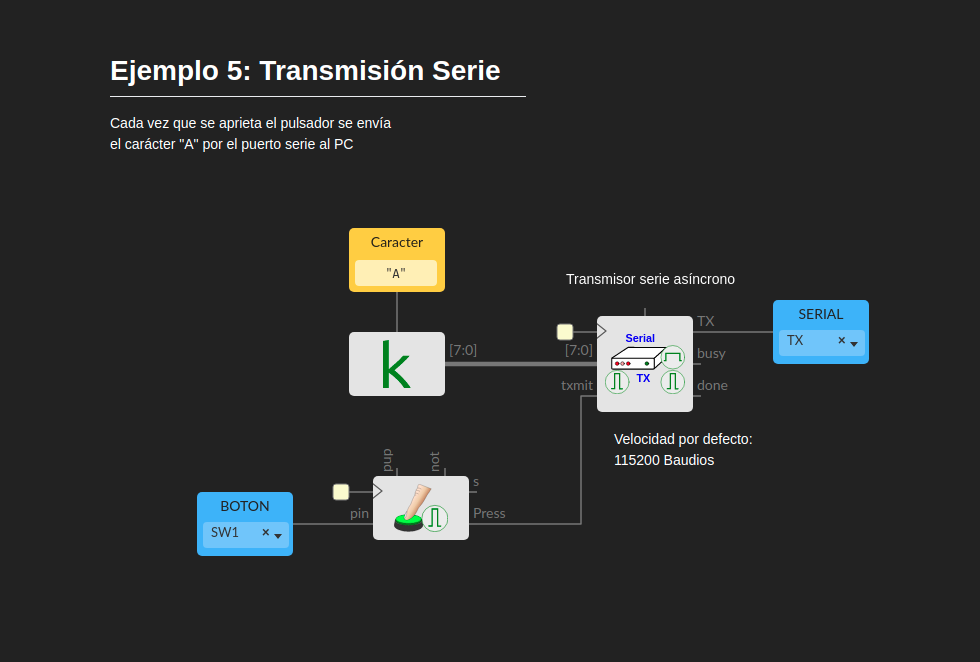 Ejemplo 5: Transmisión Serie
Cada vez que se aprieta el pulsador se envía
el carácter "A" por el puerto serie al PC
Caracter
"A"
k
[7:0]
Transmisor serie asíncrono
[7:0]
txmit
Serial
TX
TX
busy
done
SERIAL
TX × 
Velocidad por defecto:
115200 Baudios
BOTON
SW1 ×
pup
not
pin
s
Press